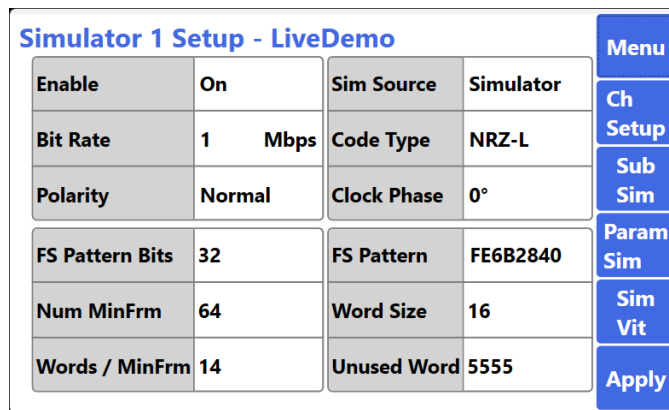 Simulator 1 Setup - LiveDemo
Enable On Sim Source Simulator
Bit Rate 1 Mbps Code Type NRZ-L
Polarity Normal Clock Phase 0°
FS Pattern Bits 32 FS Pattern FE6B2840
Num MinFrm 64 Word Size 16
Words / MinFrm 14 Unused Word 5555
Menu
Ch
Setup
Sub
Sim
Param
Sim
Sim
Vit
Apply